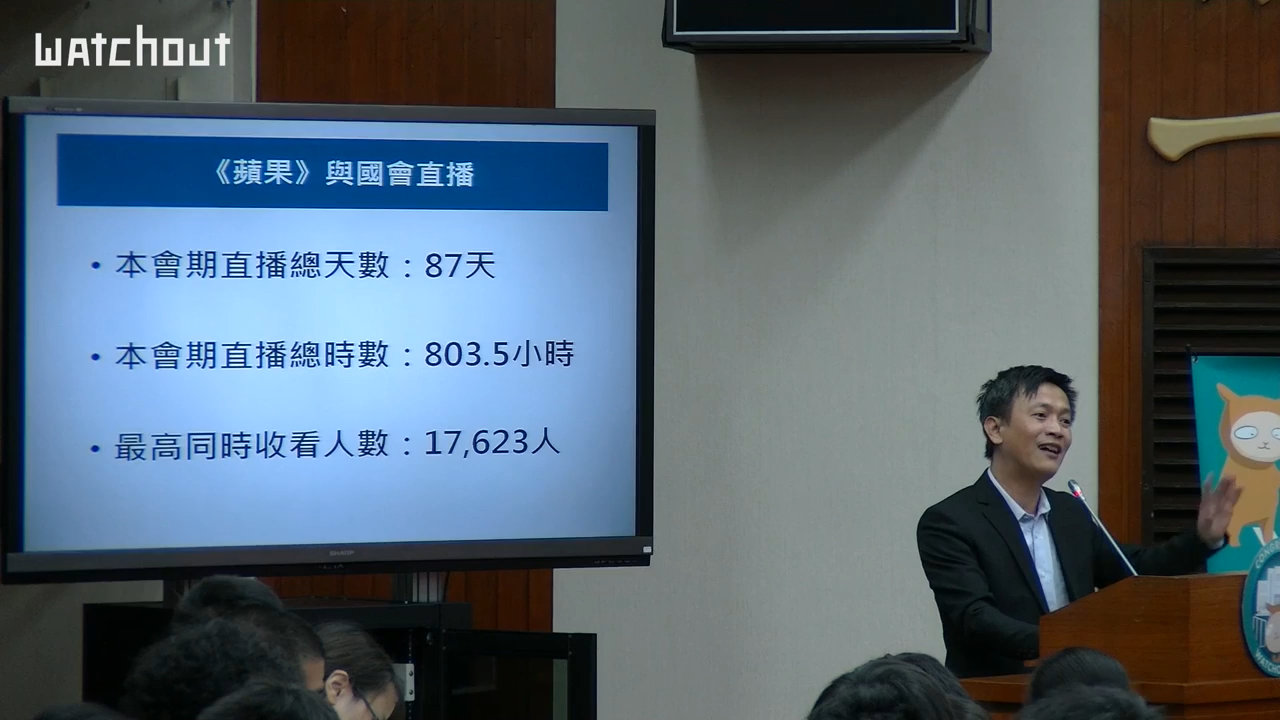 WATCHOUT
《蘋果》與國會直播
• 本會期直播總天數：87天
• 本會期直播總時數：803.5小時
• 最高同時收看人數：17,623人
SHARP